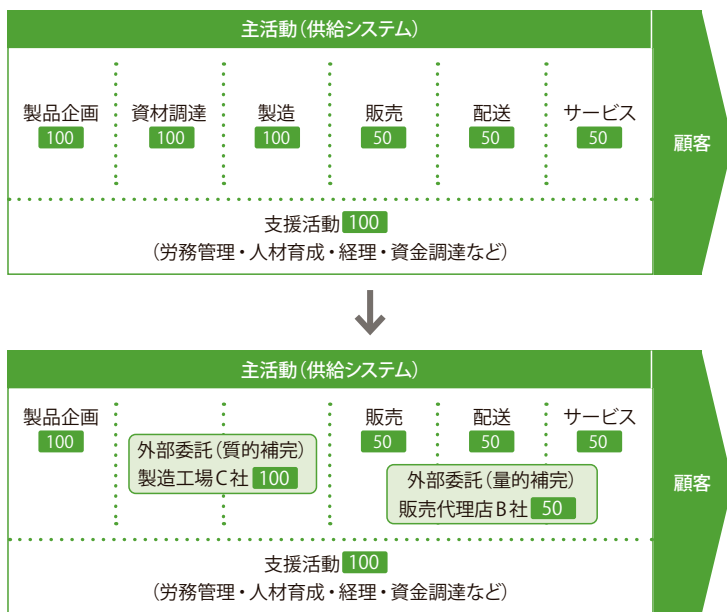 主活動(供給システム)
製品企画 資材調達 製造 販売 配送 サービス
100 100 100 50 50 50
顧客
支援活動 100
(労務管理・人材育成・経理・資金調達など)
主活動(供給システム)
製品企画 販売 配送 サービス
100 50 50 50
外部委託(質的補完)
製造工場C社 100
外部委託(量的補完)
販売代理店B社 50
顧客
支援活動 100
(労務管理・人材育成・経理・資金調達など)